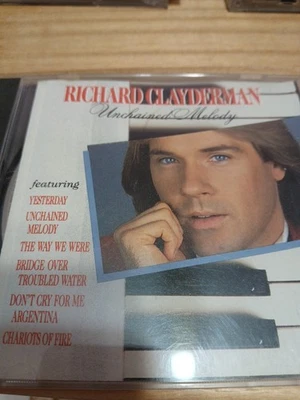 RICHARD CLAYDERMAN
Unchained Melody
featuring
YESTERDAY
UNCHAINED
MELODY
THE WAY WE WERE
BRIDGE OVER
TROUBLED WATER
DON'T CRY FOR ME
ARGENTINA
CHARIOTS OF FIRE